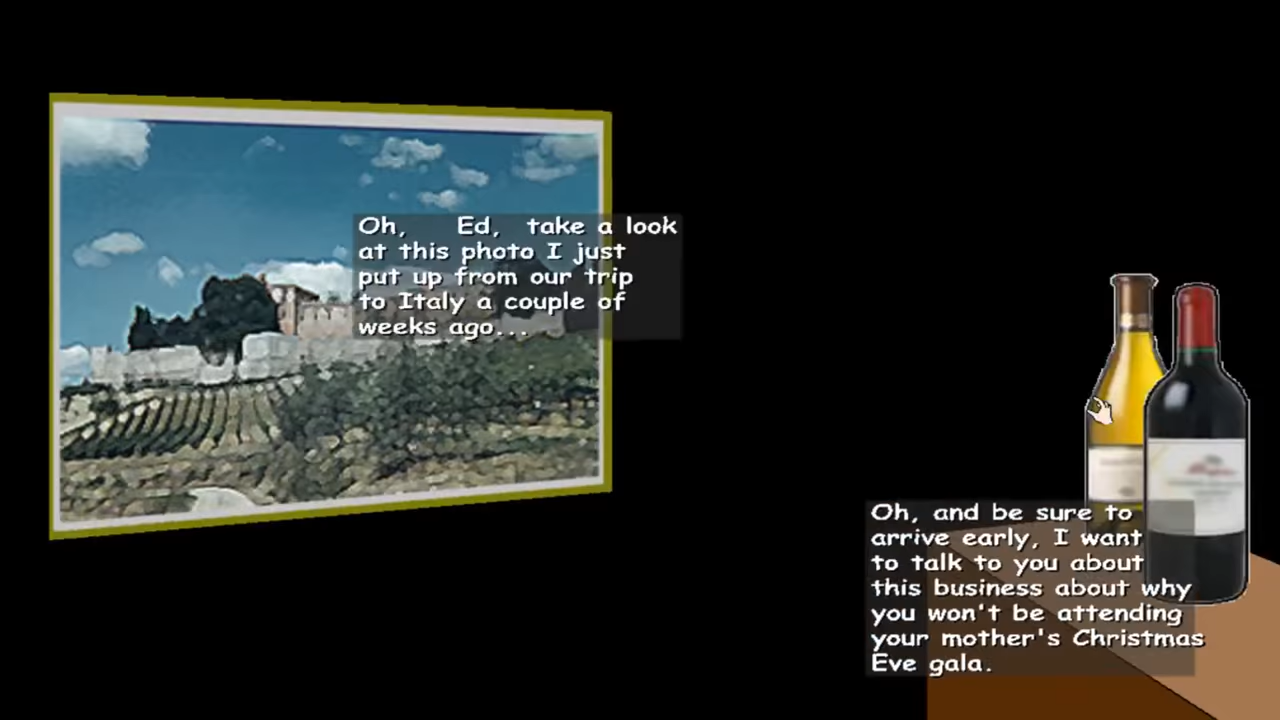 Oh, Ed, take a look
at this photo I just
put up from our trip
to Italy a couple of
weeks ago...
Oh, and be sure to
arrive early, I want
to talk to you about
this business about why
you won't be attending
your mother's Christmas
Eve gala.